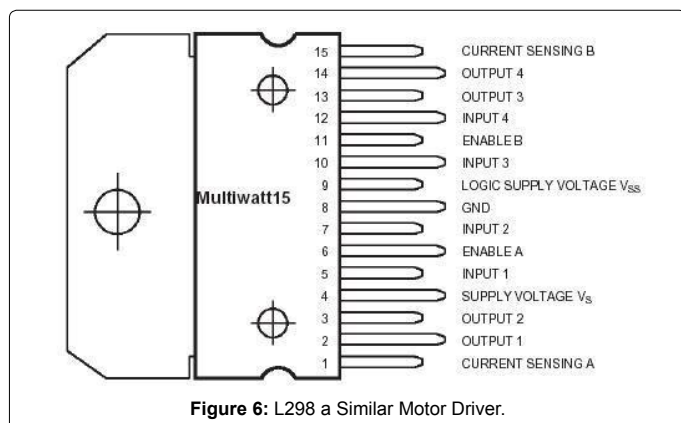 15 CURRENT SENSING B
14 OUTPUT 4
13 OUTPUT 3
12 INPUT 4
11 ENABLE B
10 INPUT 3
9 LOGIC SUPPLY VOLTAGE VSS
Multiwatt15
8 GND
7 INPUT 2
6 ENABLE A
5 INPUT 1
4 SUPPLY VOLTAGE VS
3 OUTPUT 2
2 OUTPUT 1
1 CURRENT SENSING A
Figure 6: L298 a Similar Motor Driver.